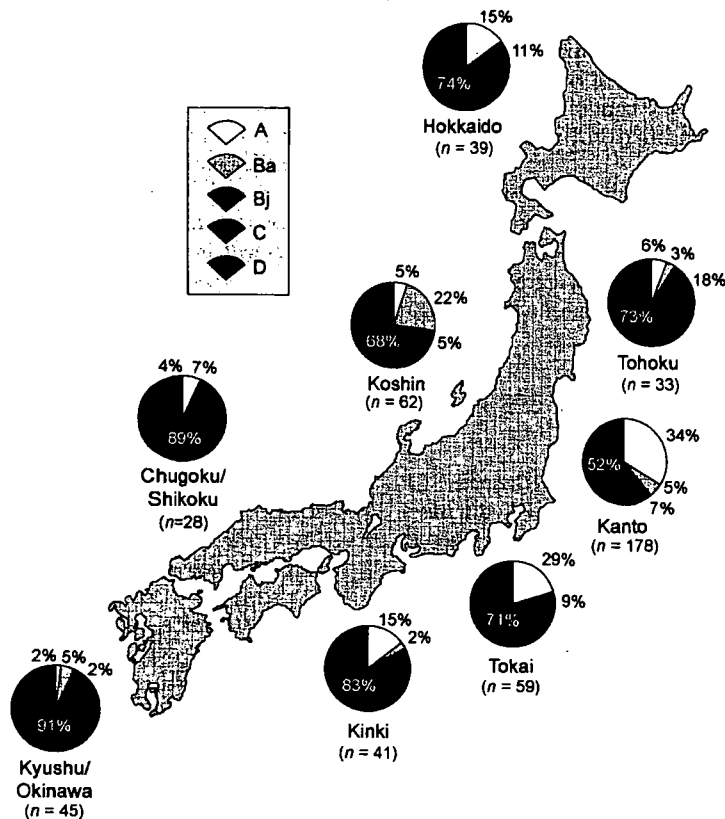 15%
11%
74%
Hokkaido
(n = 39)
A
Ba
Bj
C
D
6%
3%
18%
73%
Tohoku
(n = 33)
5%
22%
68%
5%
Koshin
(n = 62)
4%
7%
89%
Chugoku/
Shikoku
(n=28)
34%
52%
5%
7%
Kanto
(n = 178)
29%
9%
71%
Tokai
(n = 59)
15%
2%
83%
Kinki
(n = 41)
2%
5%
2%
91%
Kyushu/
Okinawa
(n = 45)